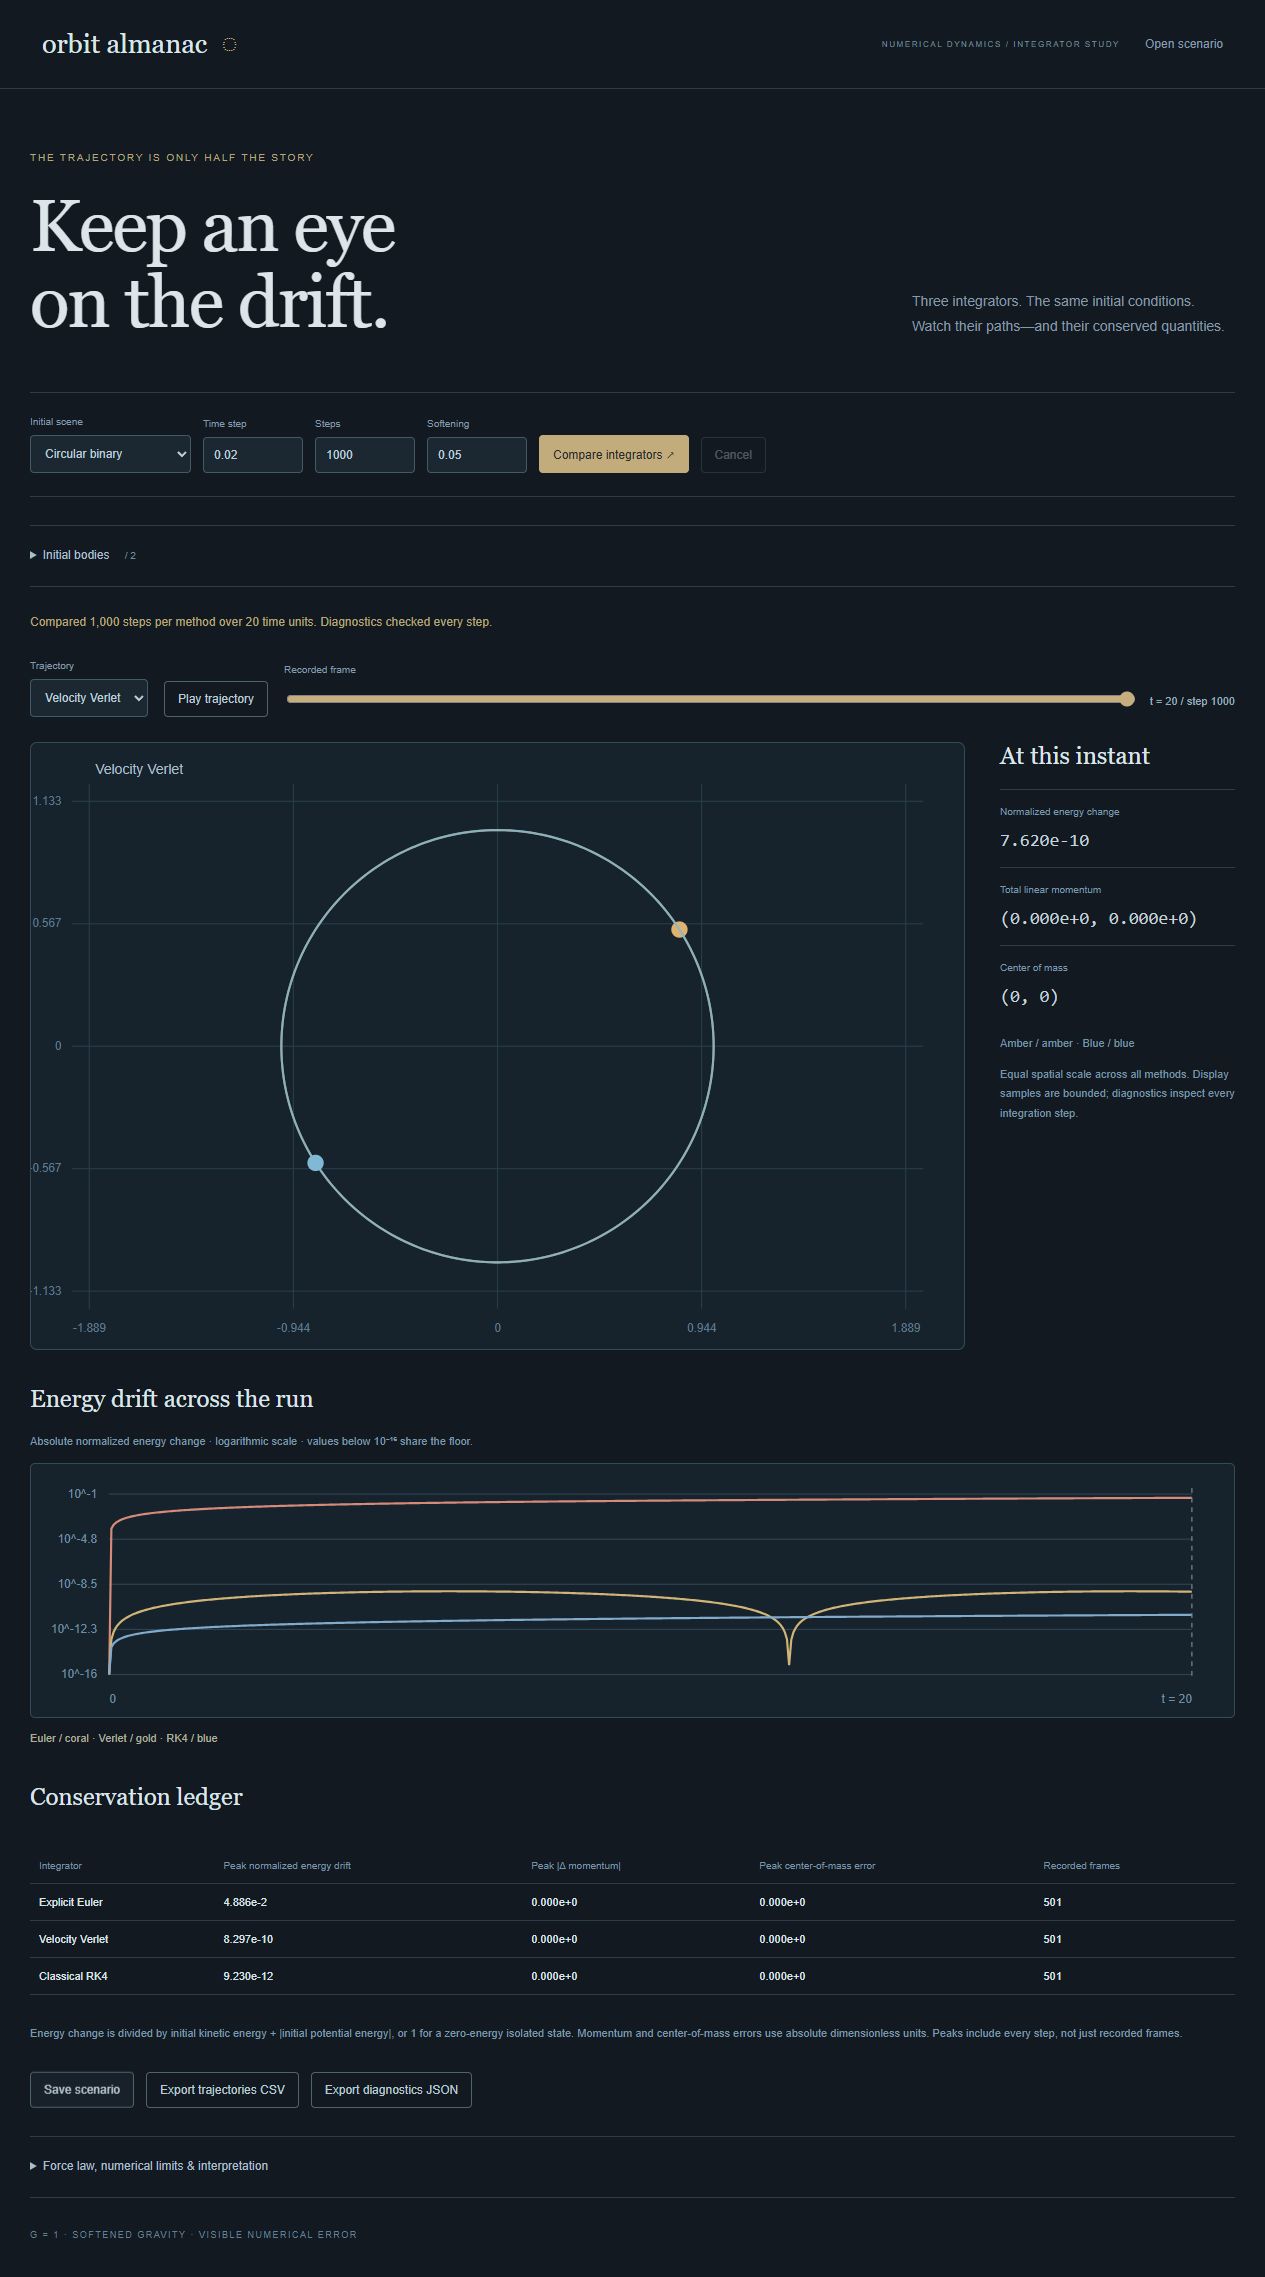 orbit almanac
NUMERICAL DYNAMICS / INTEGRATOR STUDY
Open scenario
THE TRAJECTORY IS ONLY HALF THE STORY
Keep an eye
on the drift.
Three integrators. The same initial conditions.
Watch their paths—and their conserved quantities.
Initial scene
Time step
Steps
Softening
Circular binary
0.02
1000
0.05
Compare integrators ↗
Cancel
▶ Initial bodies / 2
Compared 1,000 steps per method over 20 time units. Diagnostics checked every step.
Trajectory
Recorded frame
Velocity Verlet
Play trajectory
t = 20 / step 1000
Velocity Verlet
1.133
0.567
0
-0.567
-1.133
-1.889
-0.944
0
0.944
1.889
At this instant
Normalized energy change
7.620e-10
Total linear momentum
(0.000e+0, 0.000e+0)
Center of mass
(0, 0)
Amber / amber · Blue / blue
Equal spatial scale across all methods. Display
samples are bounded; diagnostics inspect every
integration step.
Energy drift across the run
Absolute normalized energy change · logarithmic scale · values below 10⁻¹⁶ share the floor.
10^-1
10^-4.8
10^-8.5
10^-12.3
10^-16
0
t = 20
Euler / coral · Verlet / gold · RK4 / blue
Conservation ledger
Integrator Peak normalized energy drift Peak |Δ momentum| Peak center-of-mass error Recorded frames
Explicit Euler 4.886e-2 0.000e+0 0.000e+0 501
Velocity Verlet 8.297e-10 0.000e+0 0.000e+0 501
Classical RK4 9.230e-12 0.000e+0 0.000e+0 501
Energy change is divided by initial kinetic energy + |initial potential energy|, or 1 for a zero-energy isolated state. Momentum and center-of-mass errors use absolute dimensionless units. Peaks include every step, not just recorded frames.
Save scenario
Export trajectories CSV
Export diagnostics JSON
▶ Force law, numerical limits & interpretation
G = 1 · SOFTENED GRAVITY · VISIBLE NUMERICAL ERROR